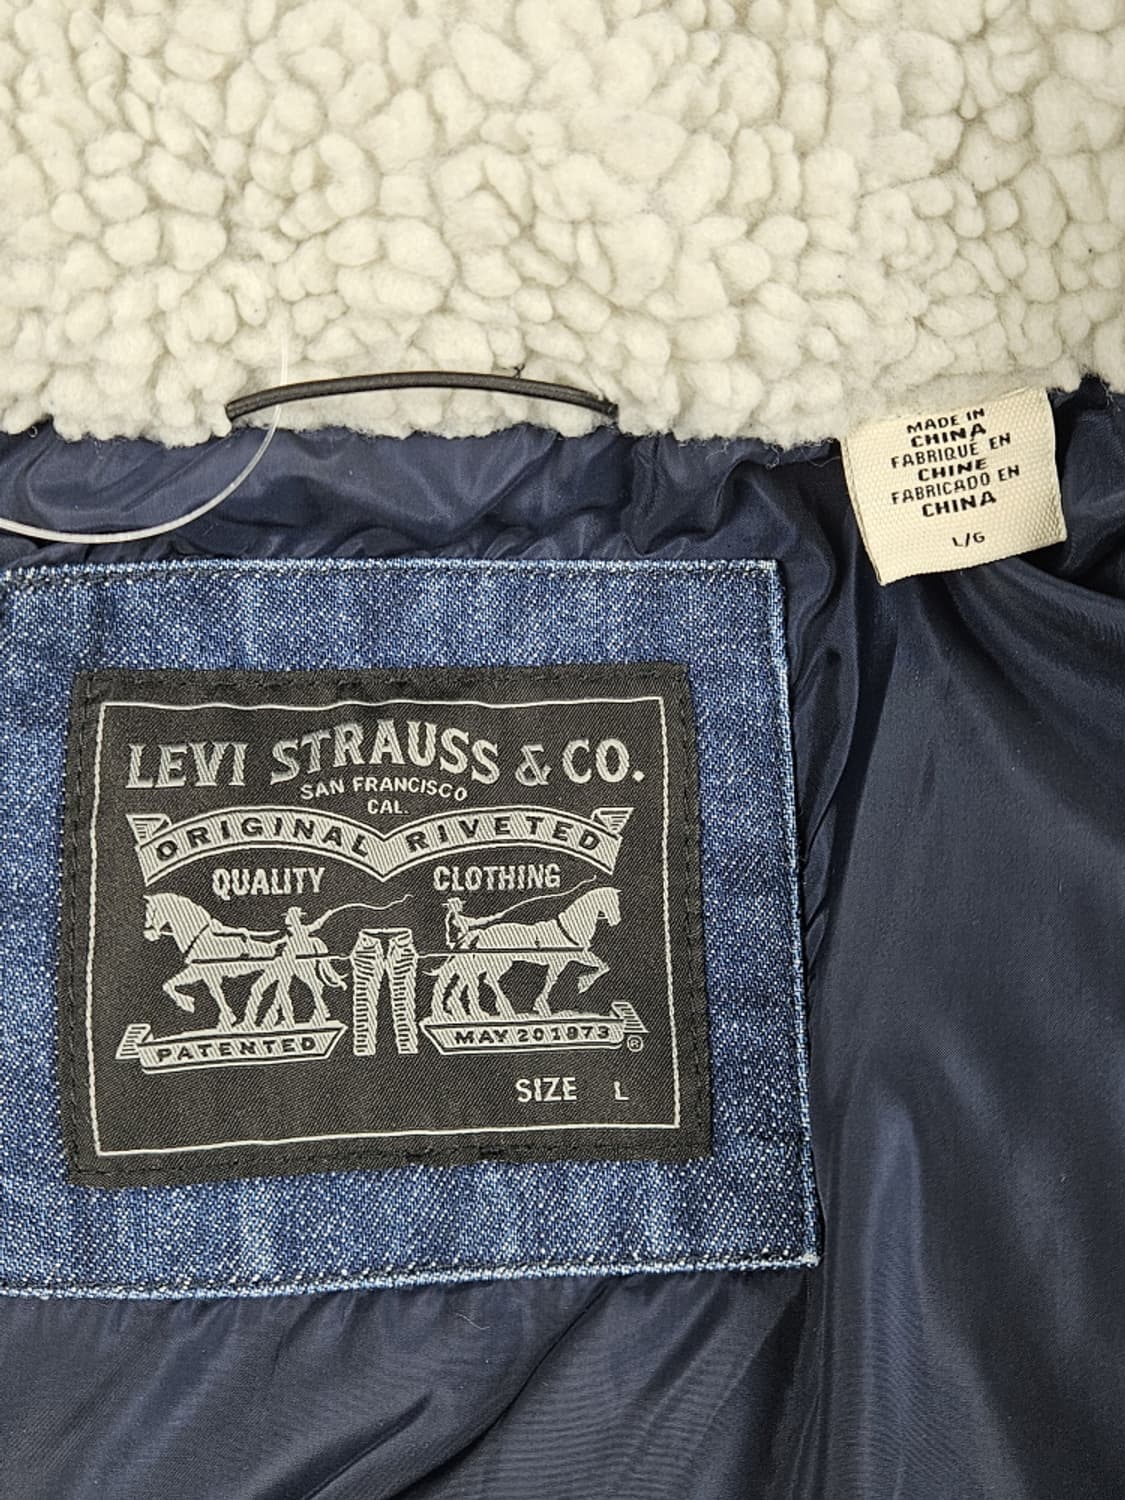 MADE IN
CHINA
FABRIQUE EN
CHINE
FABRICADO EN
CHINA
L/G
LEVI STRAUSS & CO.
SAN FRANCISCO
CAL.
ORIGINAL RIVETED
QUALITY CLOTHING
PATENTED MAY 20 1873 ®
SIZE L